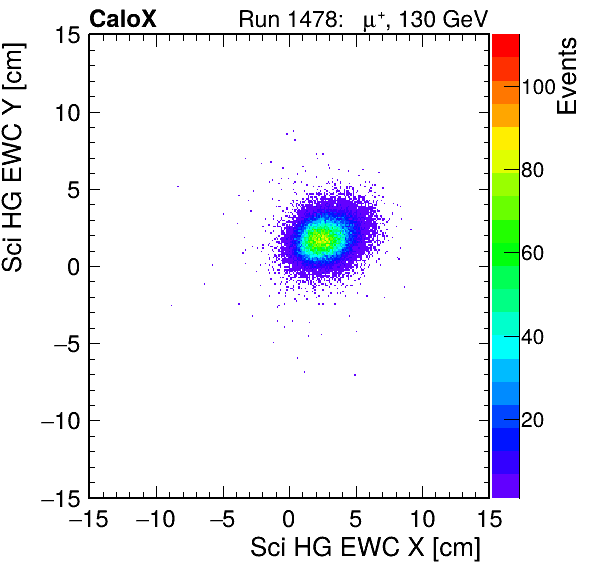 CaloX Run 1478: μ⁺, 130 GeV
Sci HG EWC Y [cm]
15
10
5
0
−5
−10
−15
−15 −10 −5 0 5 10 15
Sci HG EWC X [cm]
Events
100
80
60
40
20